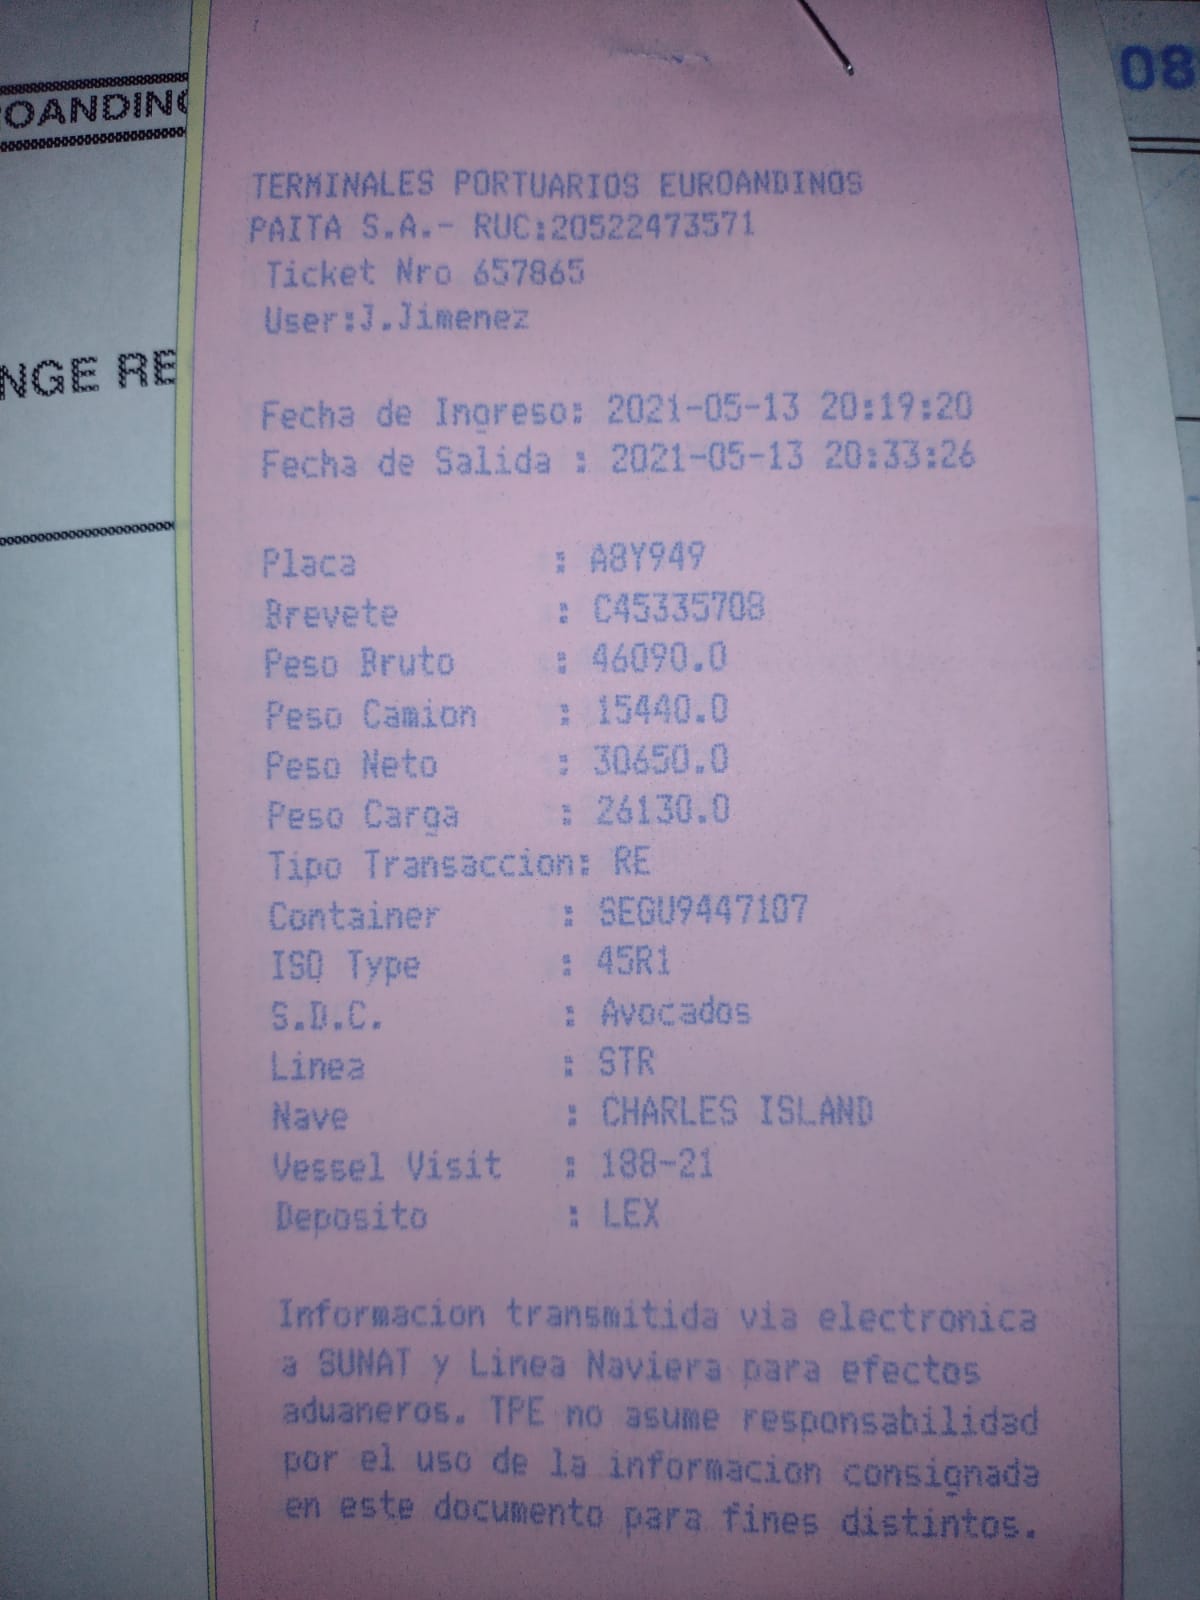 OANDINO
08
NGE RE
TERMINALES PORTUARIOS EUROANDINOS
PAITA S.A.- RUC:20522473571
Ticket Nro 657865
User:J.Jimenez
Fecha de Ingreso: 2021-05-13 20:19:20
Fecha de Salida : 2021-05-13 20:33:26
Placa : A8Y949
Brevete : C45335708
Peso Bruto : 46090.0
Peso Camion : 15440.0
Peso Neto : 30650.0
Peso Carga : 26130.0
Tipo Transaccion: RE
Container : SEGU9447107
ISO Type : 45R1
S.D.C. : Avocados
Linea : STR
Nave : CHARLES ISLAND
Vessel Visit : 188-21
Deposito : LEX
Informacion transmitida via electronica
a SUNAT y Linea Naviera para efectos
aduaneros. TPE no asume responsabilidad
por el uso de la informacion consignada
en este documento para fines distintos.